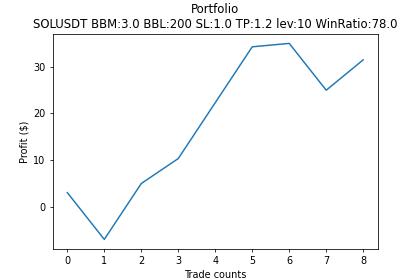 Portfolio
SOLUSDT BBM:3.0 BBL:200 SL:1.0 TP:1.2 lev:10 WinRatio:78.0
30
20
10
0
Profit ($)
0 1 2 3 4 5 6 7 8
Trade counts